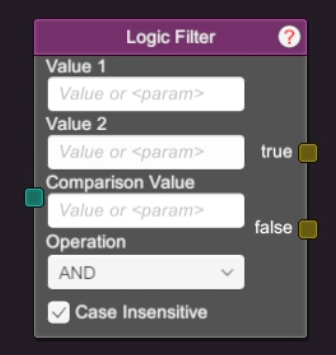 Logic Filter ?
Value 1
Value or <param>
Value 2
Value or <param>
true
Comparison Value
Value or <param>
false
Operation
AND
Case Insensitive